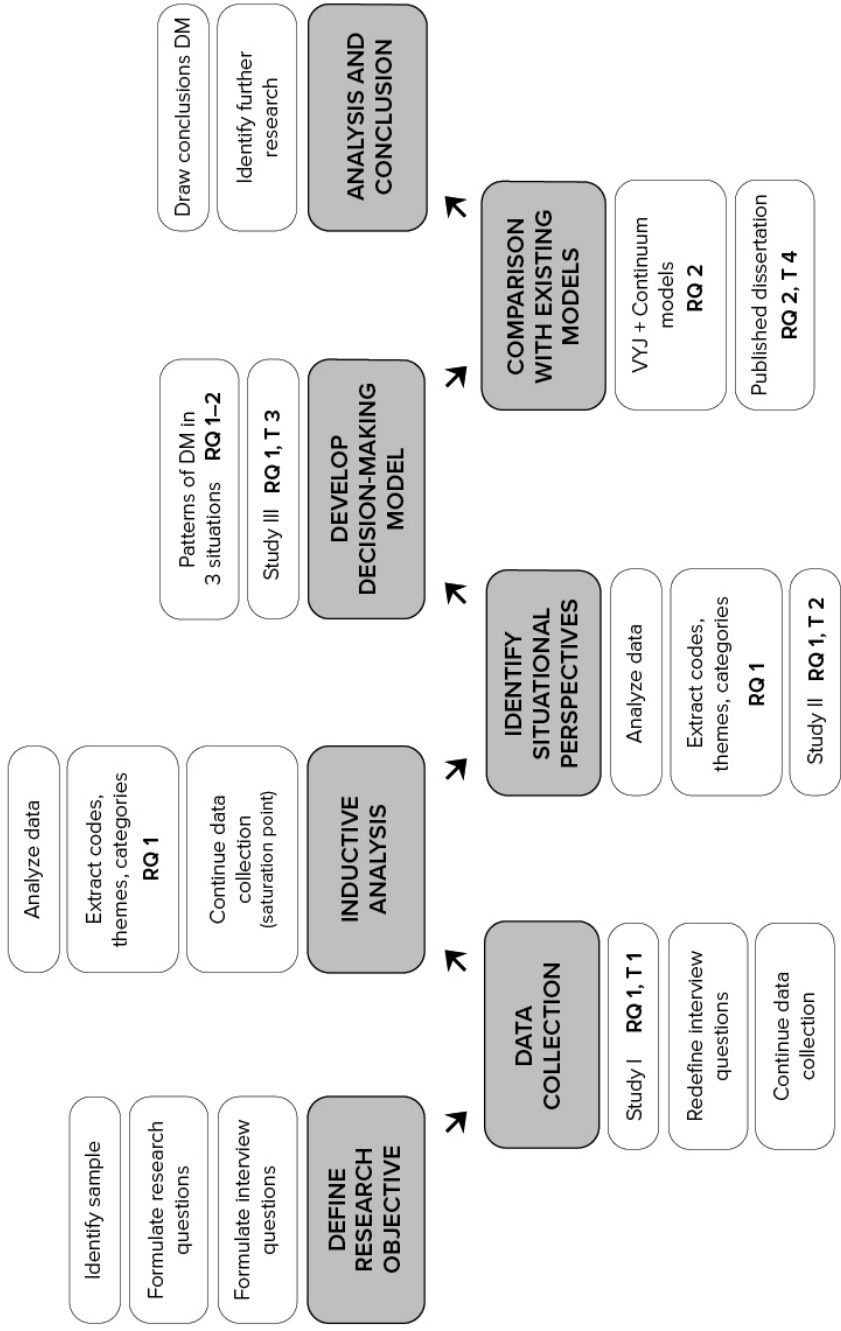 Identify sample
Formulate research
questions
Formulate interview
questions
DEFINE
RESEARCH
OBJECTIVE
DATA
COLLECTION
Study I RQ 1, T 1
Redefine interview
questions
Continue data
collection
Analyze data
Extract codes,
themes, categories
RQ 1
Continue data
collection
(saturation point)
INDUCTIVE
ANALYSIS
IDENTIFY
SITUATIONAL
PERSPECTIVES
Analyze data
Extract codes,
themes, categories
RQ 1
Study II RQ 1, T 2
Patterns of DM in
3 situations RQ 1–2
Study III RQ 1, T 3
DEVELOP
DECISION-MAKING
MODEL
COMPARISON
WITH EXISTING
MODELS
VYJ + Continuum
models
RQ 2
Published dissertation
RQ 2, T 4
Draw conclusions DM
Identify further
research
ANALYSIS AND
CONCLUSION